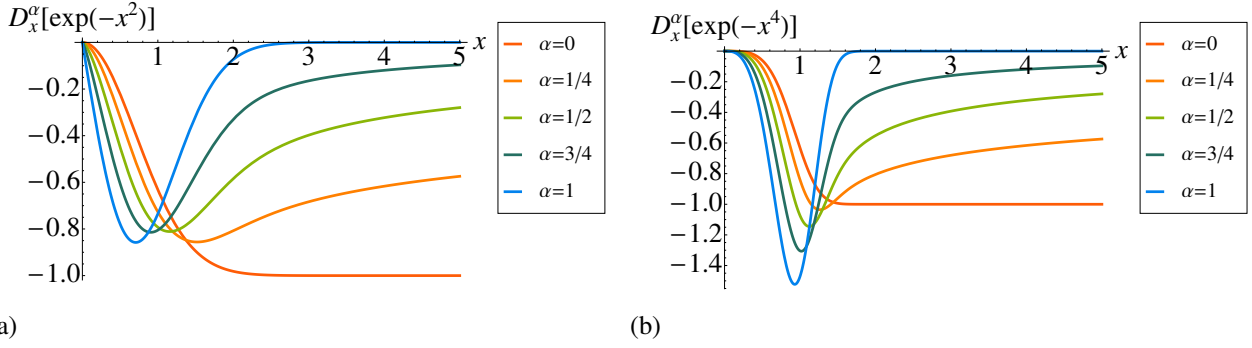 D_x^α[exp(-x²)]
x
1 2 3 4 5
-0.2
-0.4
-0.6
-0.8
-1.0
α=0
α=1/4
α=1/2
α=3/4
α=1
a)
D_x^α[exp(-x⁴)]
x
1 2 3 4 5
-0.2
-0.4
-0.6
-0.8
-1.0
-1.2
-1.4
α=0
α=1/4
α=1/2
α=3/4
α=1
(b)